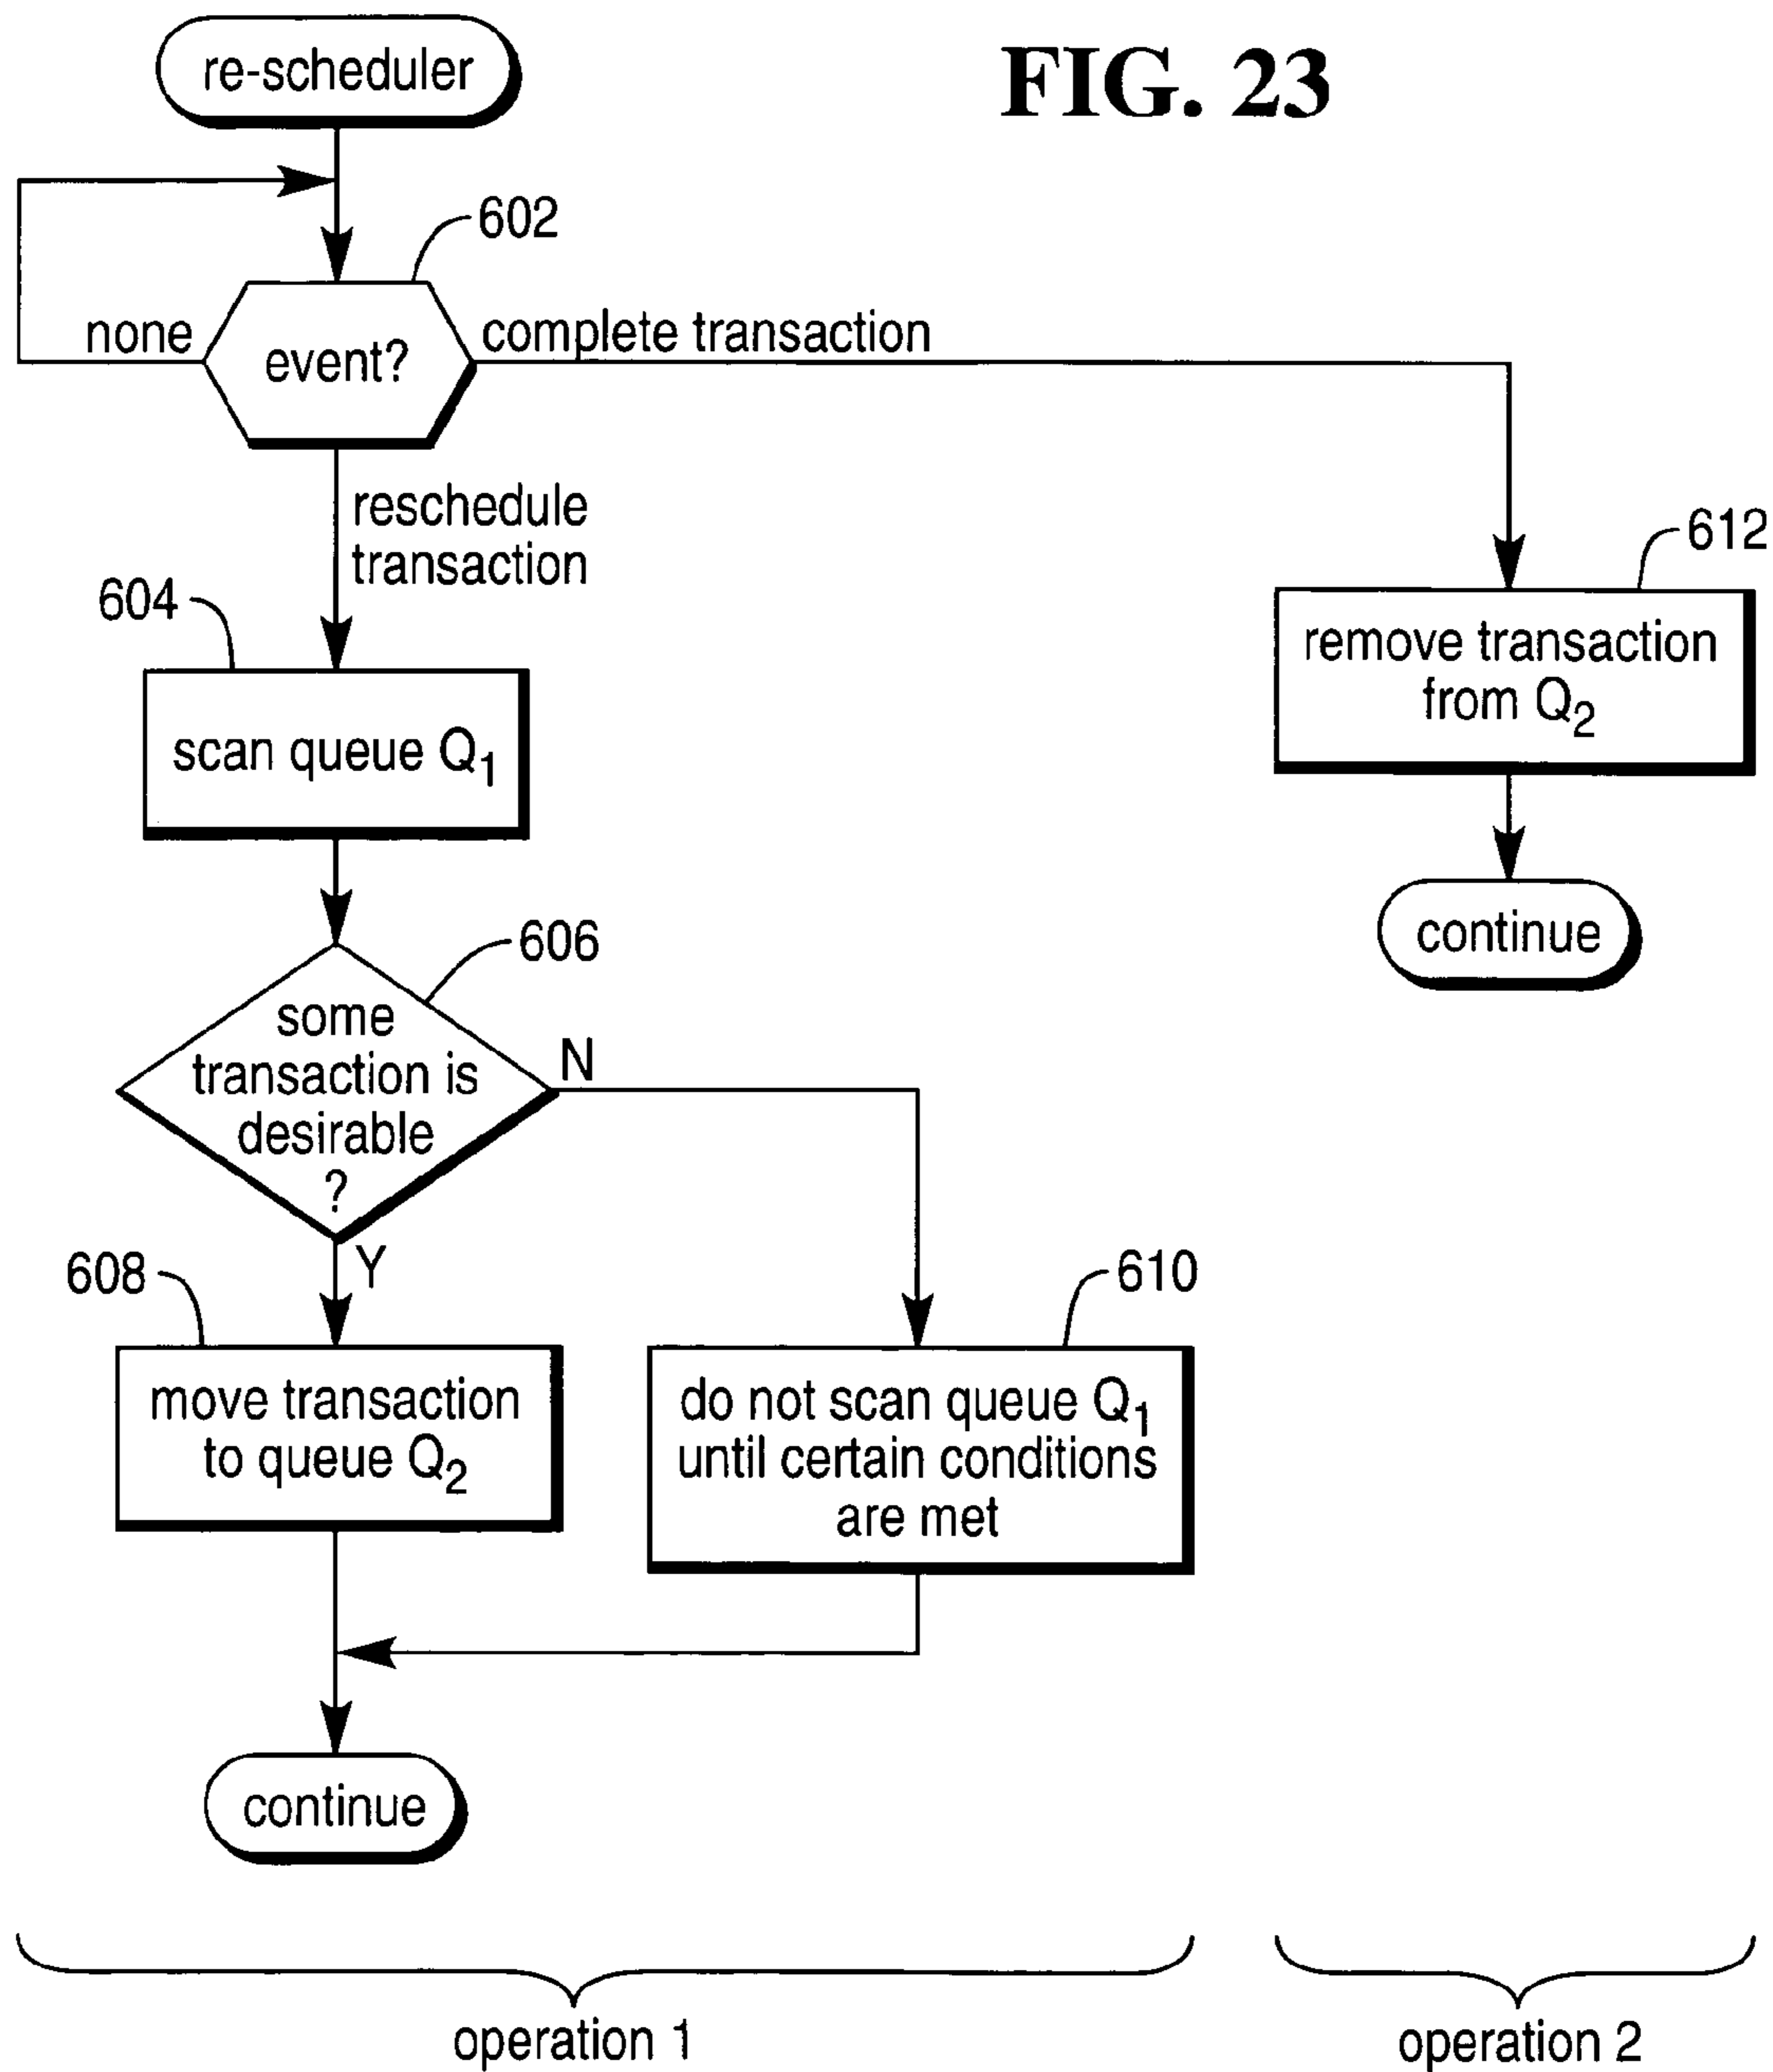 re-scheduler
FIG. 23
602
none
event?
complete transaction
reschedule
transaction
604
612
scan queue Q1
remove transaction
from Q2
continue
606
some
transaction is
desirable
?
N
Y
608
610
move transaction
to queue Q2
do not scan queue Q1
until certain conditions
are met
continue
operation 1
operation 2